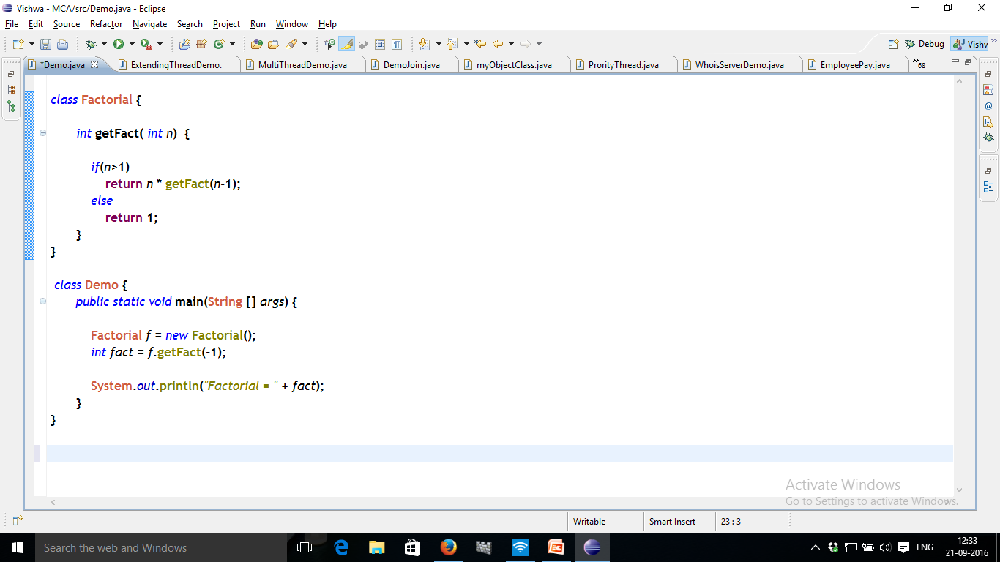 Vishwa - MCA/src/Demo.java - Eclipse
File Edit Source Refactor Navigate Search Project Run Window Help
Debug Vishv
*Demo.java ExtendingThreadDemo. MultiThreadDemo.java DemoJoin.java myObjectClass.java ProrityThread.java WhoisServerDemo.java EmployeePay.java »68
class Factorial {
int getFact( int n) {
if(n>1)
return n * getFact(n-1);
else
return 1;
}
}
class Demo {
public static void main(String [] args) {
Factorial f = new Factorial();
int fact = f.getFact(-1);
System.out.println("Factorial = " + fact);
}
}
Activate Windows
Go to Settings to activate Windows.
Writable Smart Insert 23 : 3
Search the web and Windows
ENG
12:33
21-09-2016